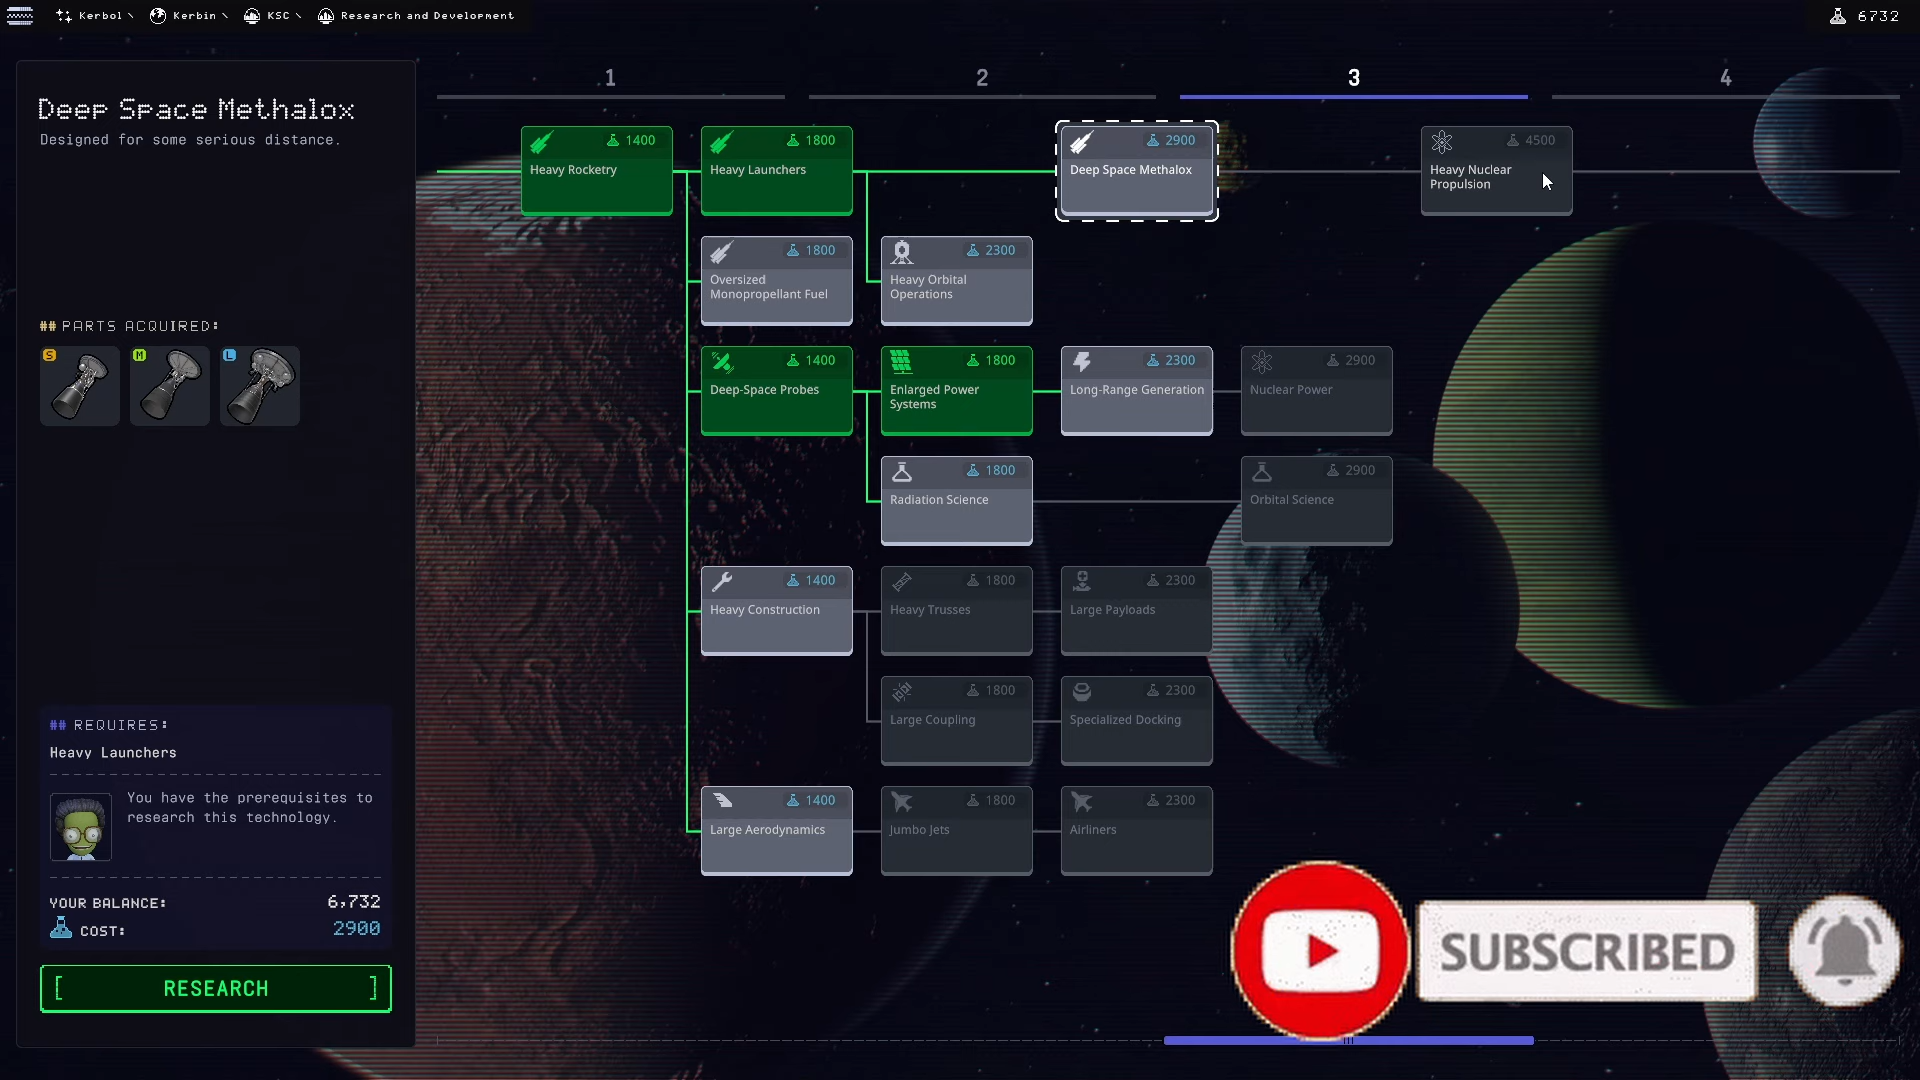 Kerbol \ Kerbin \ KSC \ Research and Development
6732
1
2
3
4
Deep Space Methalox
Designed for some serious distance.
## PARTS ACQUIRED:
S
M
L
## REQUIRES:
Heavy Launchers
You have the prerequisites to
research this technology.
YOUR BALANCE: 6,732
COST: 2900
[ RESEARCH ]
1400
Heavy Rocketry
1800
Heavy Launchers
2900
Deep Space Methalox
4500
Heavy Nuclear
Propulsion
1800
Oversized
Monopropellant Fuel
2300
Heavy Orbital
Operations
1400
Deep-Space Probes
1800
Enlarged Power
Systems
2300
Long-Range Generation
2900
Nuclear Power
1800
Radiation Science
2900
Orbital Science
1400
Heavy Construction
1800
Heavy Trusses
2300
Large Payloads
1800
Large Coupling
2300
Specialized Docking
1400
Large Aerodynamics
1800
Jumbo Jets
2300
Airliners
SUBSCRIBED